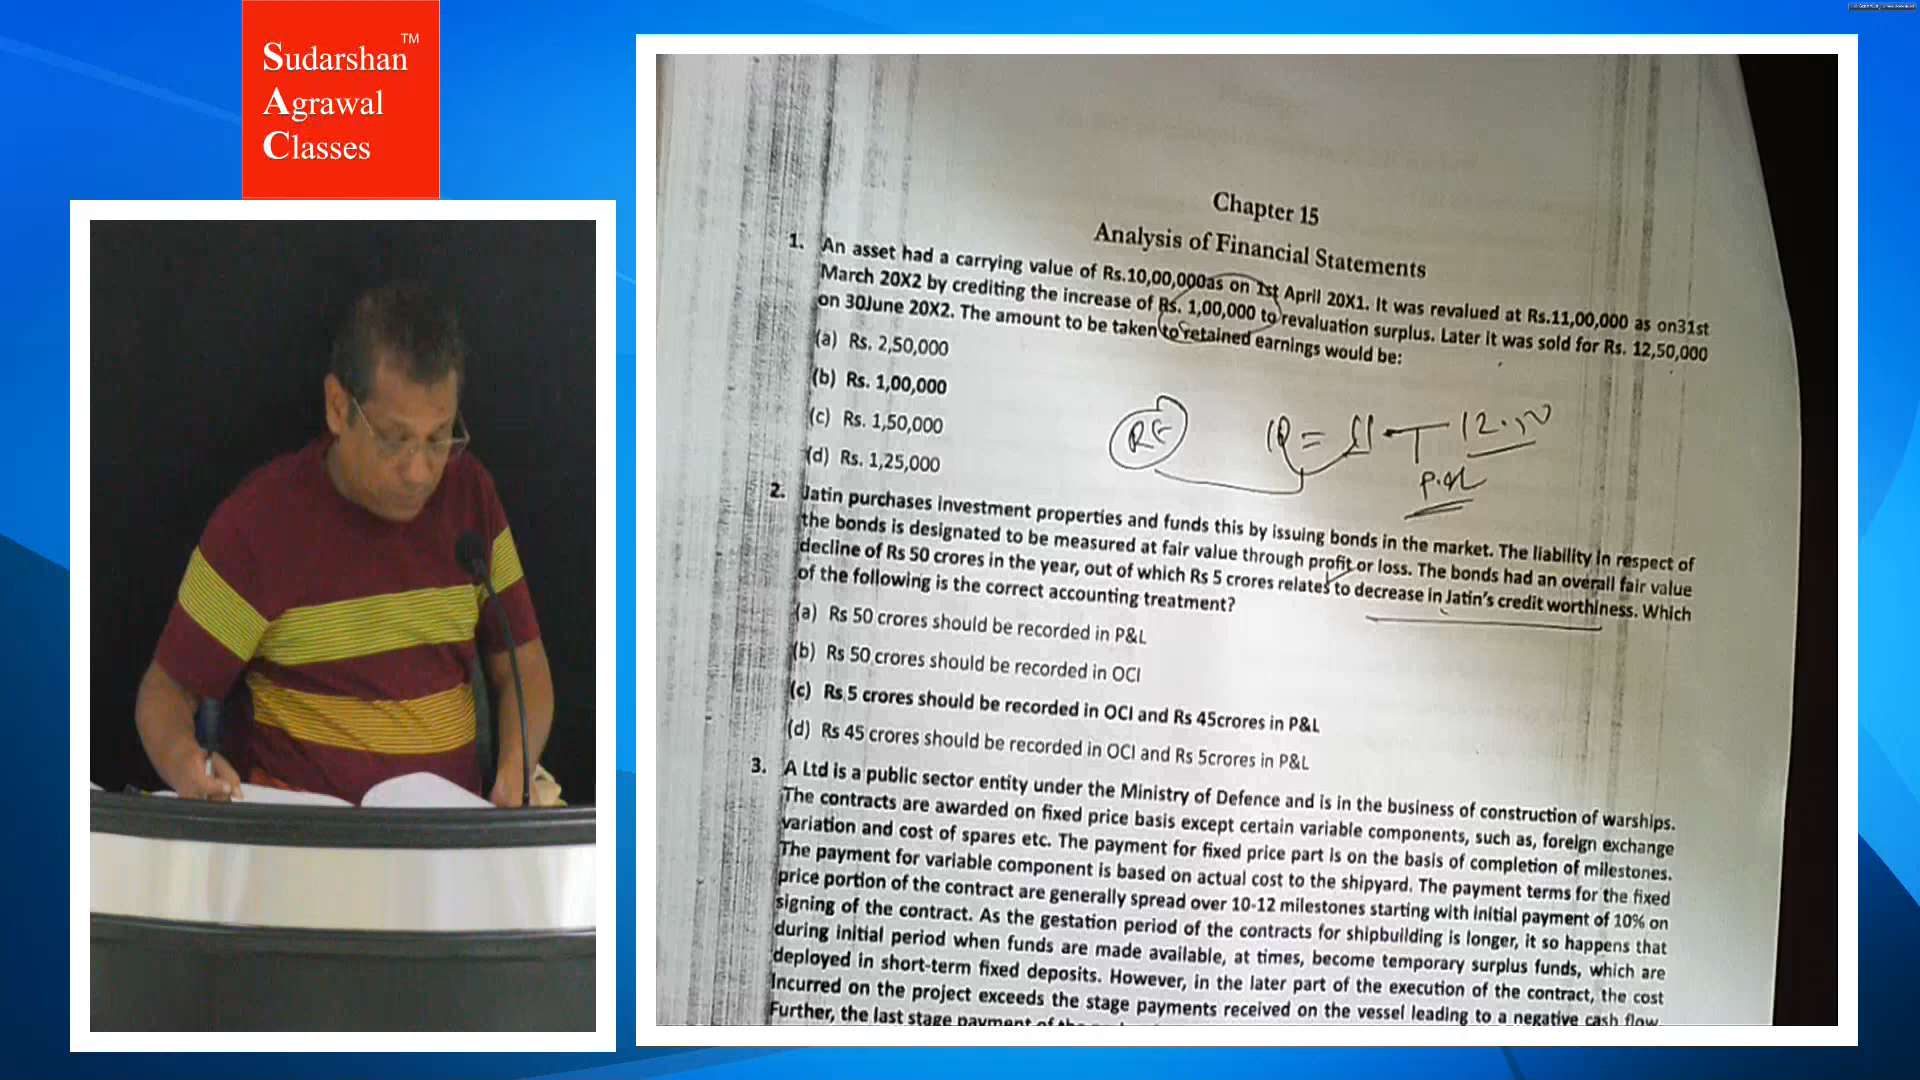 Sudarshan TM
Agrawal
Classes
Chapter 15
Analysis of Financial Statements
1. An asset had a carrying value of Rs.10,00,000as on 1st April 20X1. It was revalued at Rs.11,00,000 as on31st
March 20X2 by crediting the increase of Rs. 1,00,000 to revaluation surplus. Later it was sold for Rs. 12,50,000
on 30June 20X2. The amount to be taken to retained earnings would be:
(a) Rs. 2,50,000
(b) Rs. 1,00,000
(c) Rs. 1,50,000
(d) Rs. 1,25,000
RE 10 = 11 12.50
P&L
2. Jatin purchases investment properties and funds this by issuing bonds in the market. The liability in respect of
the bonds is designated to be measured at fair value through profit or loss. The bonds had an overall fair value
decline of Rs 50 crores in the year, out of which Rs 5 crores relates to decrease in Jatin's credit worthiness. Which
of the following is the correct accounting treatment?
(a) Rs 50 crores should be recorded in P&L
(b) Rs 50 crores should be recorded in OCI
(c) Rs 5 crores should be recorded in OCI and Rs 45crores in P&L
(d) Rs 45 crores should be recorded in OCI and Rs 5crores in P&L
3. A Ltd is a public sector entity under the Ministry of Defence and is in the business of construction of warships.
The contracts are awarded on fixed price basis except certain variable components, such as, foreign exchange
variation and cost of spares etc. The payment for fixed price part is on the basis of completion of milestones.
The payment for variable component is based on actual cost to the shipyard. The payment terms for the fixed
price portion of the contract are generally spread over 10-12 milestones starting with initial payment of 10% on
signing of the contract. As the gestation period of the contracts for shipbuilding is longer, it so happens that
during initial period when funds are made available, at times, become temporary surplus funds, which are
deployed in short-term fixed deposits. However, in the later part of the execution of the contract, the cost
incurred on the project exceeds the stage payments received on the vessel leading to a negative cash flow.
Further, the last stage payment of the